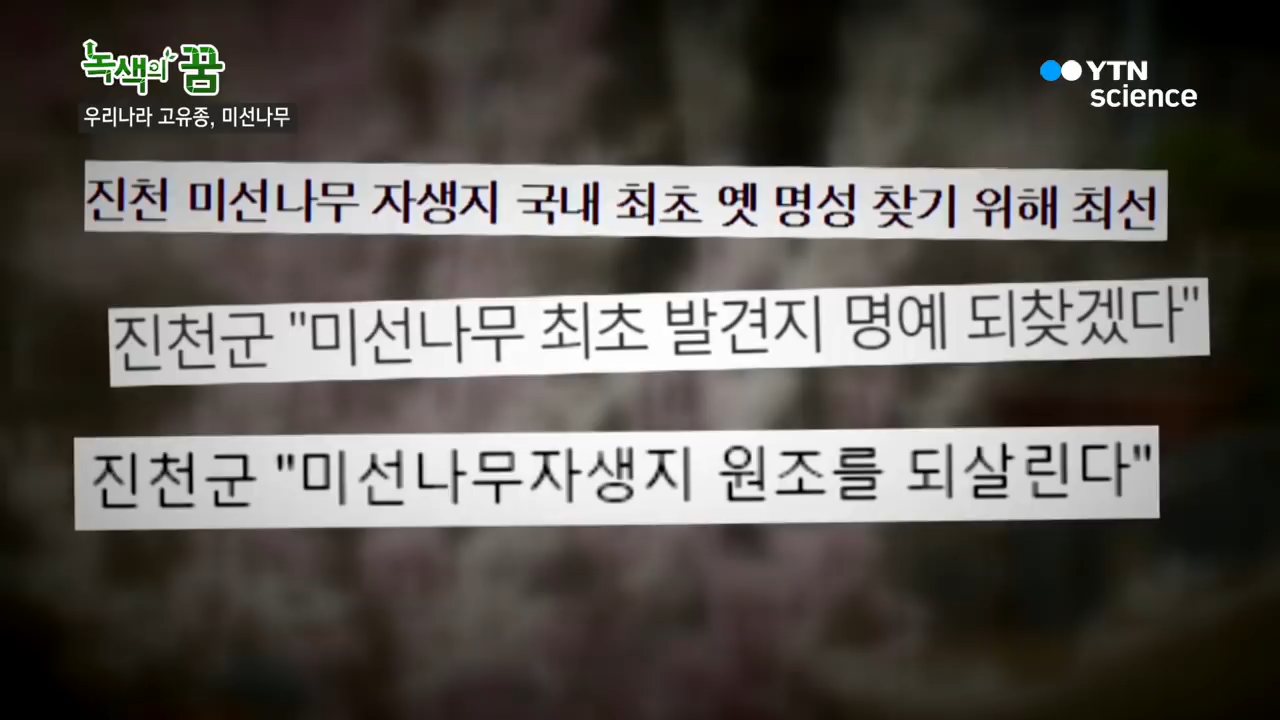 녹색의 꿈
YTN
science
우리나라 고유종, 미선나무
진천 미선나무 자생지 국내 최초 옛 명성 찾기 위해 최선
진천군 "미선나무 최초 발견지 명예 되찾겠다"
진천군 "미선나무자생지 원조를 되살린다"